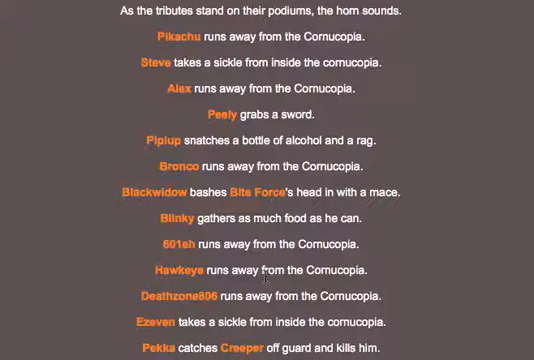 As the tributes stand on their podiums, the horn sounds.
Pikachu runs away from the Cornucopia.
Steve takes a sickle from inside the cornucopia.
Alex runs away from the Cornucopia.
Peely grabs a sword.
Piplup snatches a bottle of alcohol and a rag.
Bronco runs away from the Cornucopia.
Blackwidow bashes Bite Force's head in with a mace.
Blinky gathers as much food as he can.
601eh runs away from the Cornucopia.
Hawkeye runs away from the Cornucopia.
Deathzone806 runs away from the Cornucopia.
Ezeven takes a sickle from inside the cornucopia.
Pekka catches Creeper off guard and kills him.